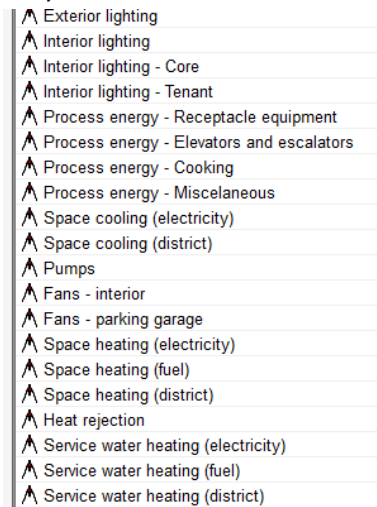 Exterior lighting
Interior lighting
Interior lighting - Core
Interior lighting - Tenant
Process energy - Receptacle equipment
Process energy - Elevators and escalators
Process energy - Cooking
Process energy - Miscelaneous
Space cooling (electricity)
Space cooling (district)
Pumps
Fans - interior
Fans - parking garage
Space heating (electricity)
Space heating (fuel)
Space heating (district)
Heat rejection
Service water heating (electricity)
Service water heating (fuel)
Service water heating (district)